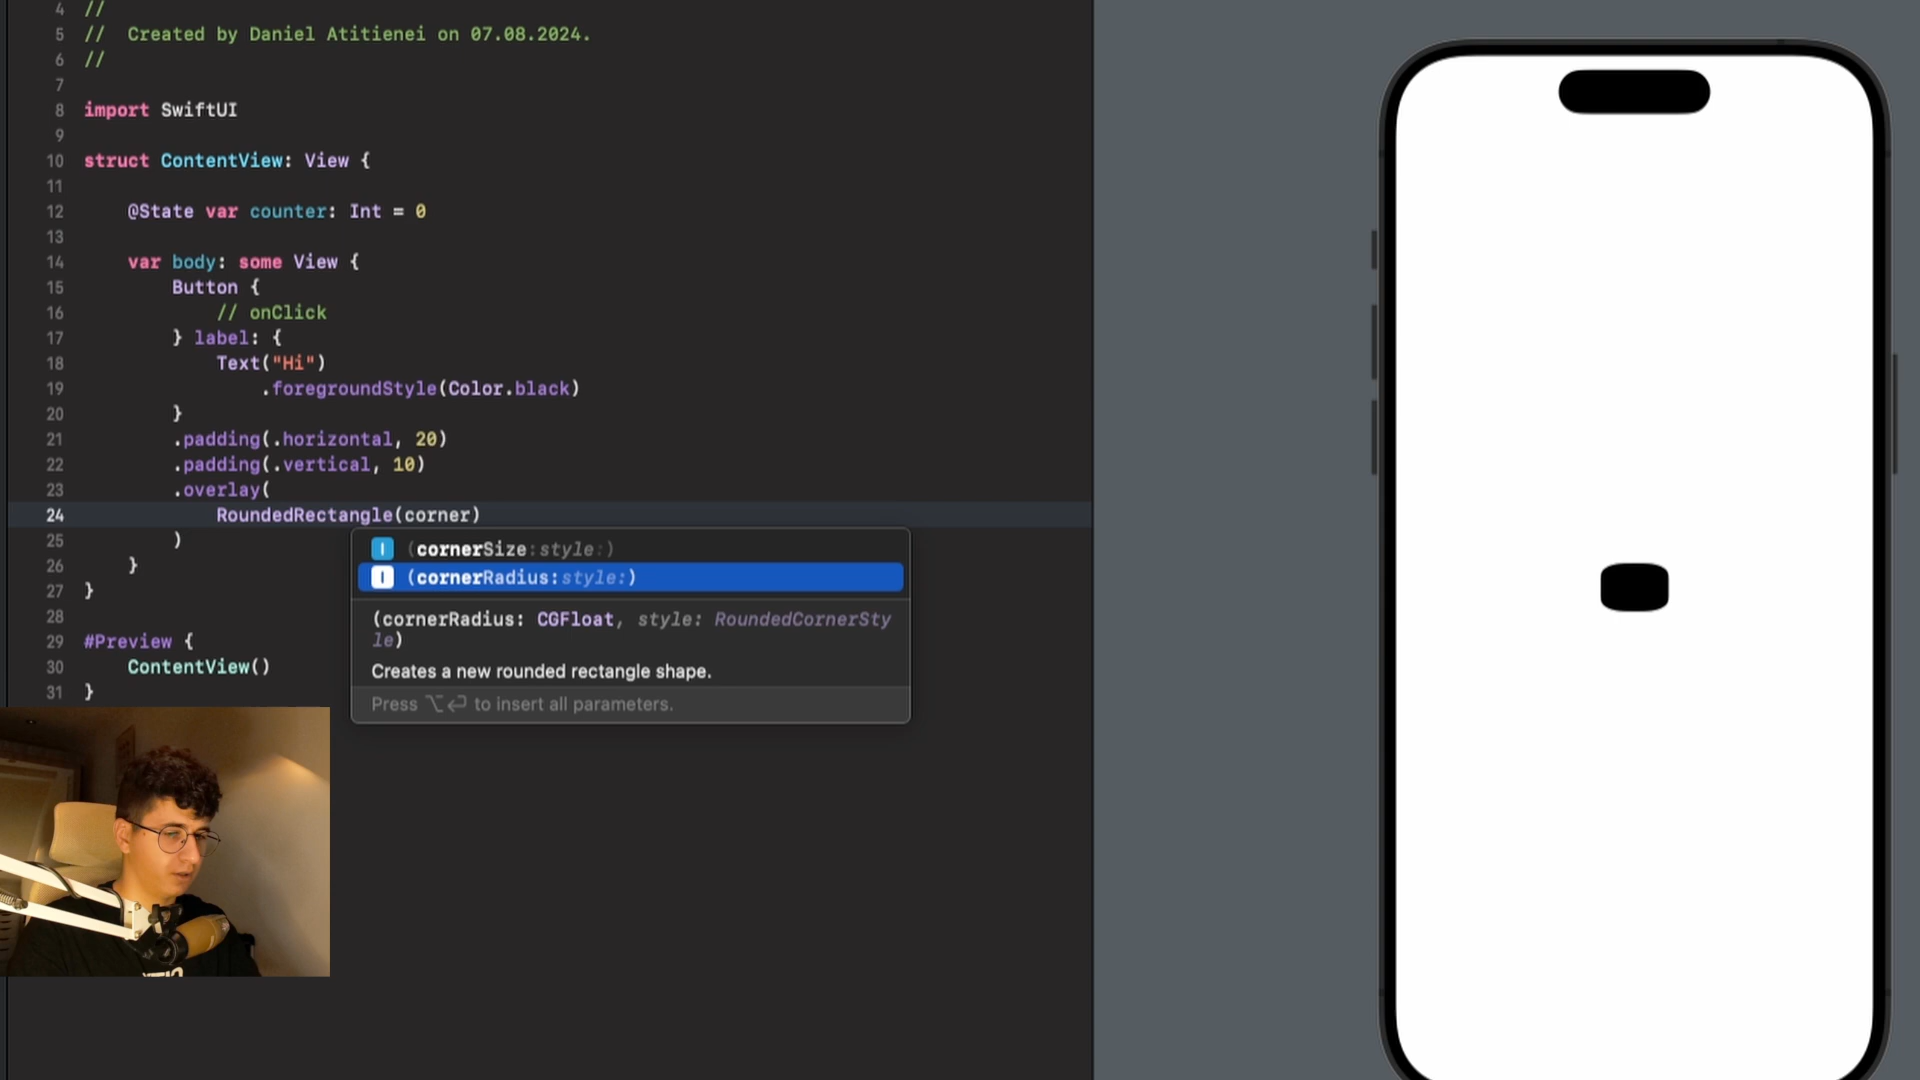 4 //
5 //  Created by Daniel Atitienei on 07.08.2024.
6 //
7
8 import SwiftUI
9
10 struct ContentView: View {
11
12     @State var counter: Int = 0
13
14     var body: some View {
15         Button {
16             // onClick
17         } label: {
18             Text("Hi")
19                 .foregroundStyle(Color.black)
20         }
21         .padding(.horizontal, 20)
22         .padding(.vertical, 10)
23         .overlay(
24             RoundedRectangle(corner)
25         )
26     }
27 }
28
29 #Preview {
30     ContentView()
31 }
I (cornerSize:style:)
I (cornerRadius:style:)
(cornerRadius: CGFloat, style: RoundedCornerSty
le)
Creates a new rounded rectangle shape.
Press ⌥⏎ to insert all parameters.